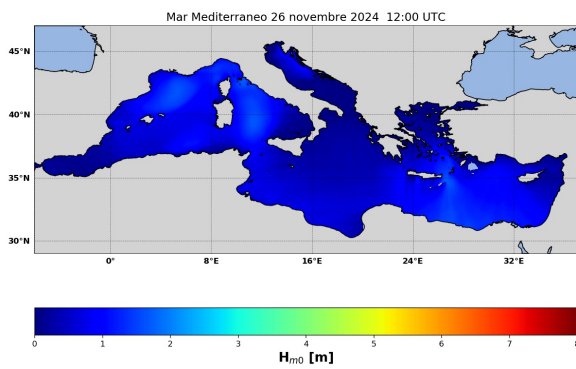 Mar Mediterraneo 26 novembre 2024 12:00 UTC
45°N
40°N
35°N
30°N
0° 8°E 16°E 24°E 32°E
0 1 2 3 4 5 6 7 8
Hm0 [m]